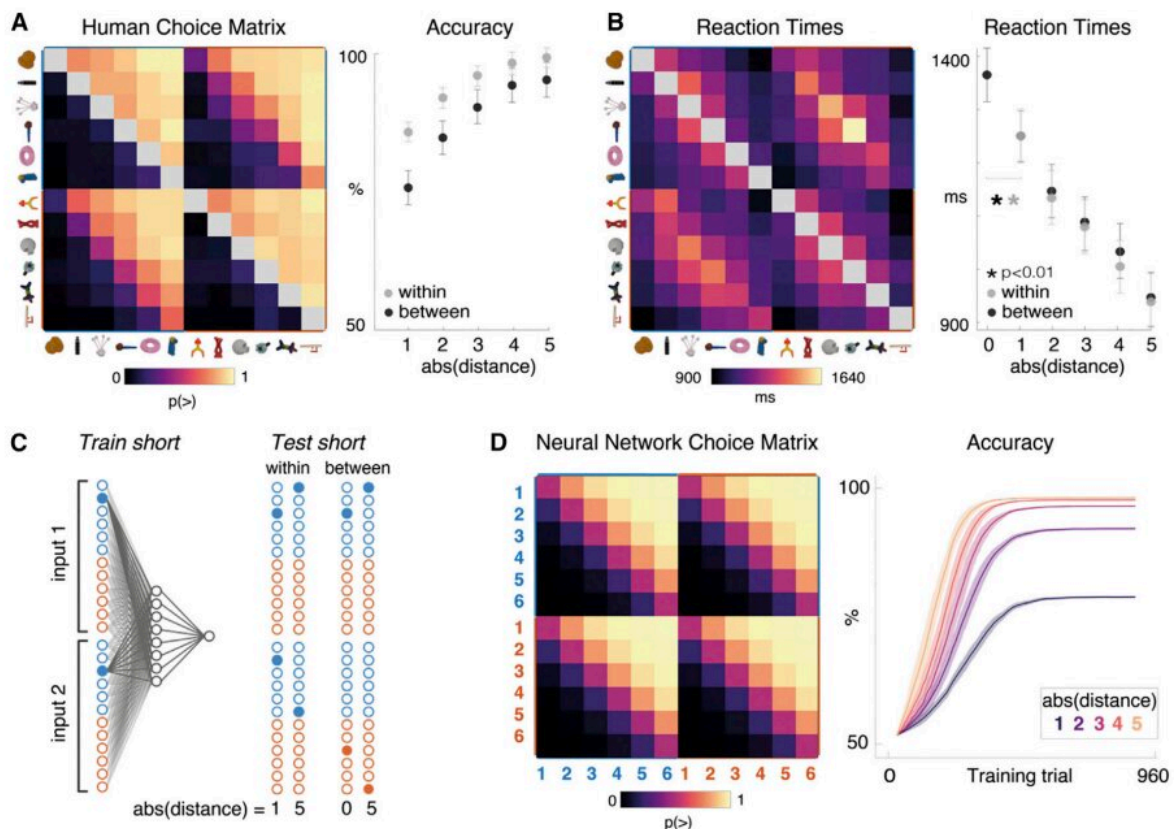 A
Human Choice Matrix
Accuracy
100
%
50
within
between
1 2 3 4 5
abs(distance)
0 1
p(>)
B
Reaction Times
Reaction Times
1400
ms
900
* *
* p<0.01
within
between
0 1 2 3 4 5
abs(distance)
900 1640
ms
C
Train short
Test short
within between
input 1
input 2
abs(distance) = 1 5 0 5
D
Neural Network Choice Matrix
Accuracy
1
2
3
4
5
6
1
2
3
4
5
6
1 2 3 4 5 6 1 2 3 4 5 6
0 1
p(>)
100
%
50
abs(distance)
1 2 3 4 5
0 Training trial 960